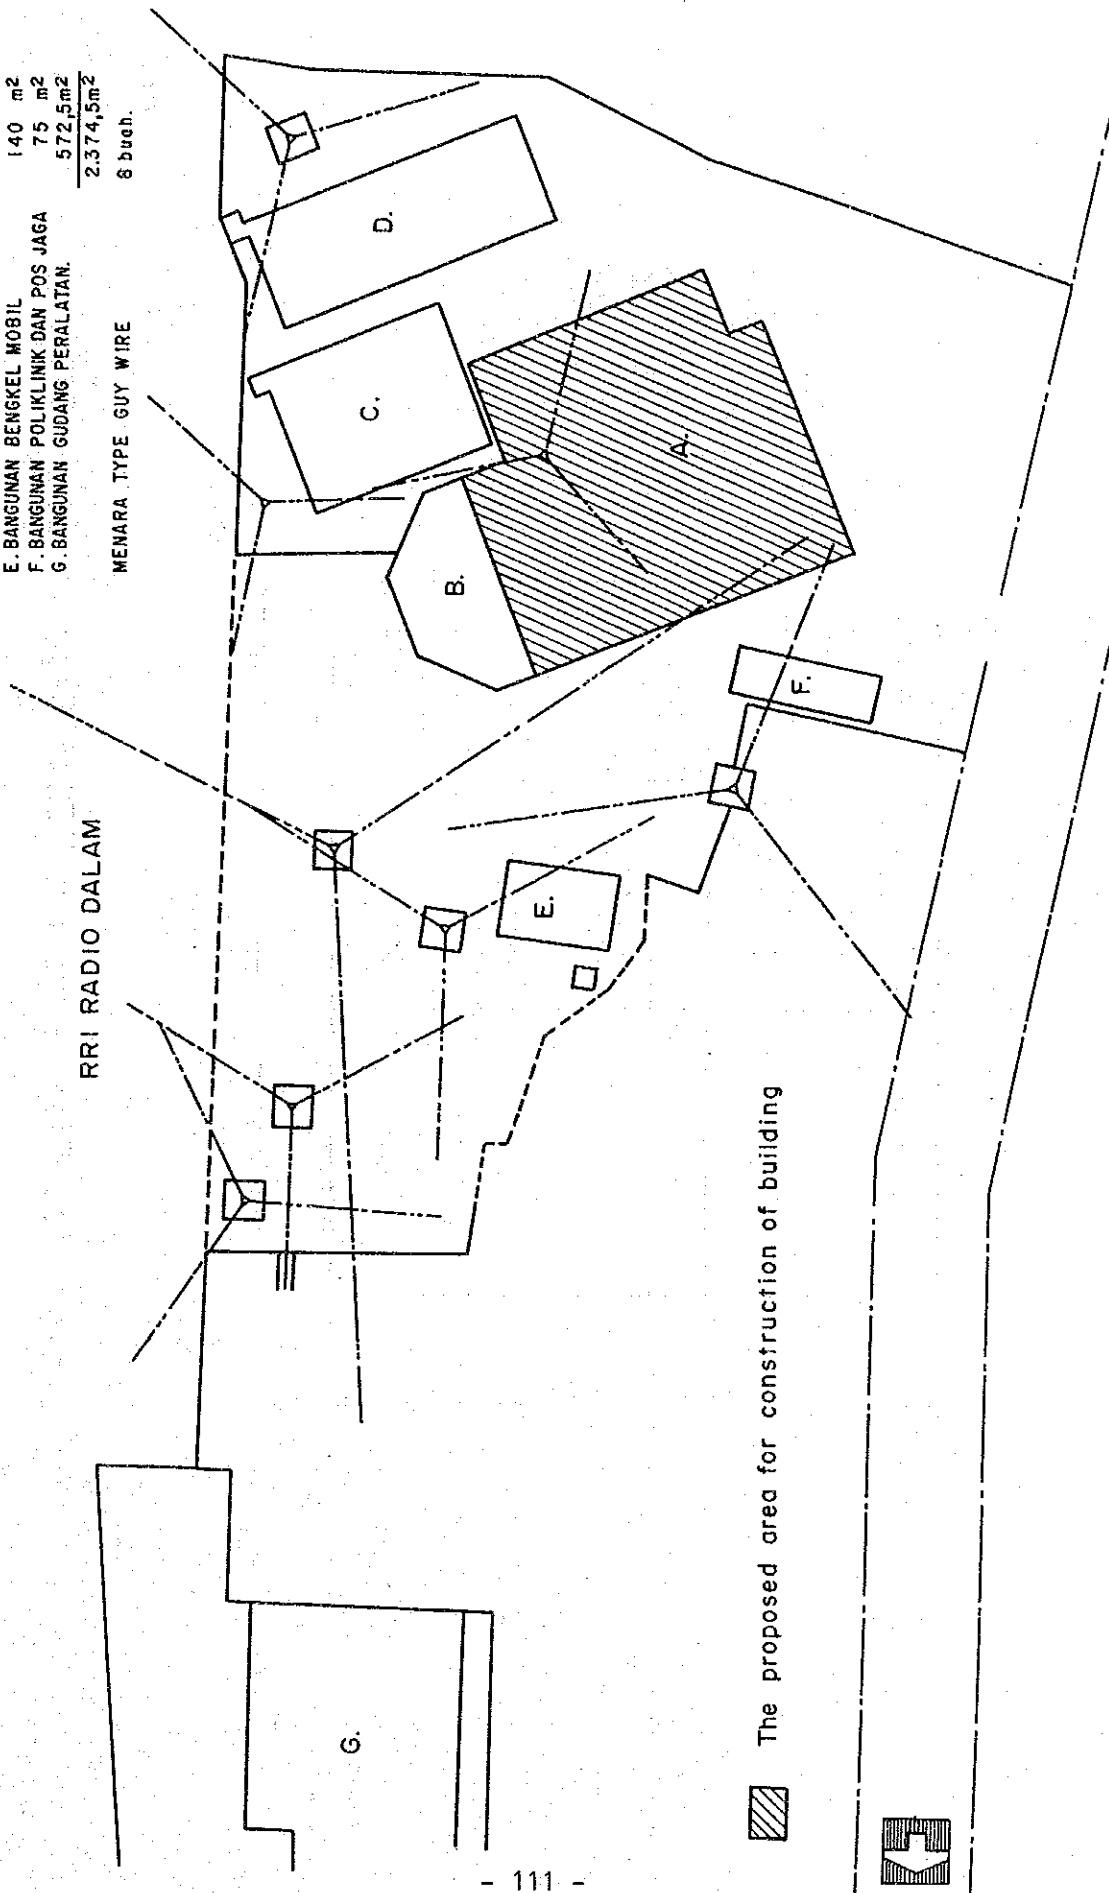 E. BANGUNAN BENGKEL MOBIL 140 m²
F. BANGUNAN POLIKLINIK DAN POS JAGA 75 m²
G. BANGUNAN GUDANG PERALATAN. 572,5m²
2.374,5m²
MENARA TYPE GUY WIRE 8 buah.
RRI RADIO DALAM
D.
C.
A.
B.
F.
E.
G.
The proposed area for construction of building
- 111 -